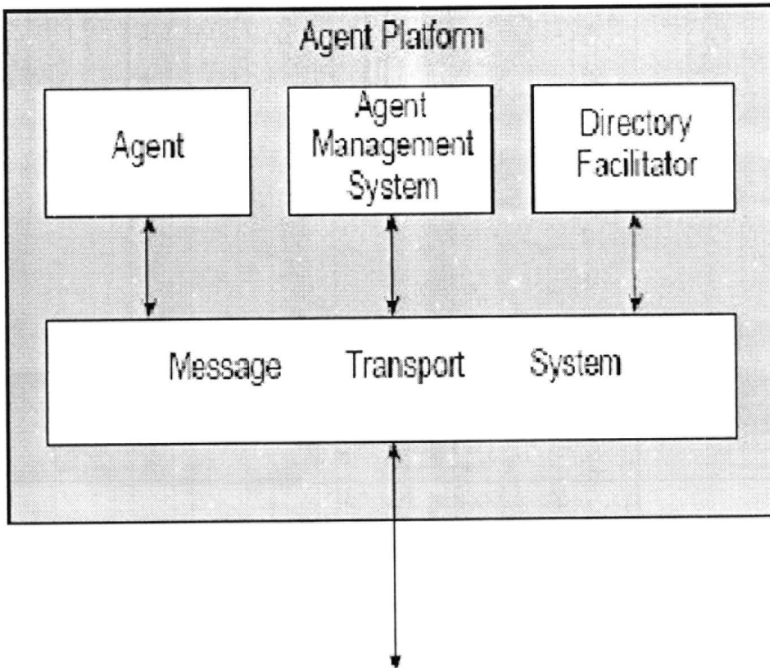 Agent Platform
Agent
Agent
Management
System
Directory
Facilitator
Message Transport System